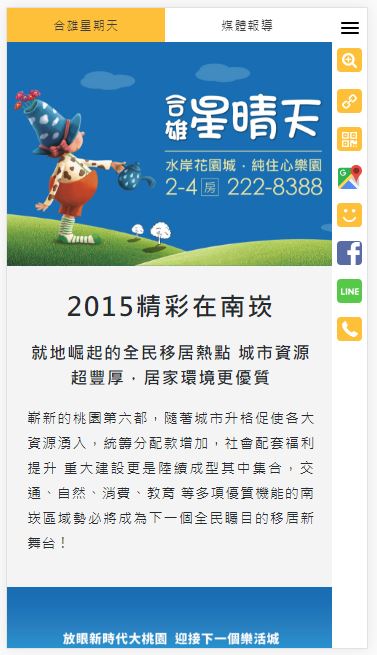 合雄星期天
媒體報導
合雄星晴天
水岸花園城．純住心樂園
2-4房 222-8388
2015精彩在南崁
就地崛起的全民移居熱點 城市資源
超豐厚．居家環境更優質
嶄新的桃園第六都，隨著城市升格促使各大
資源湧入，統籌分配款增加，社會配套福利
提升 重大建設更是陸續成型其中集合，交
通、自然、消費、教育 等多項優質機能的南
崁區域勢必將成為下一個全民矚目的移居新
舞台！
放眼新時代大桃園 迎接下一個樂活城
G
f
LINE